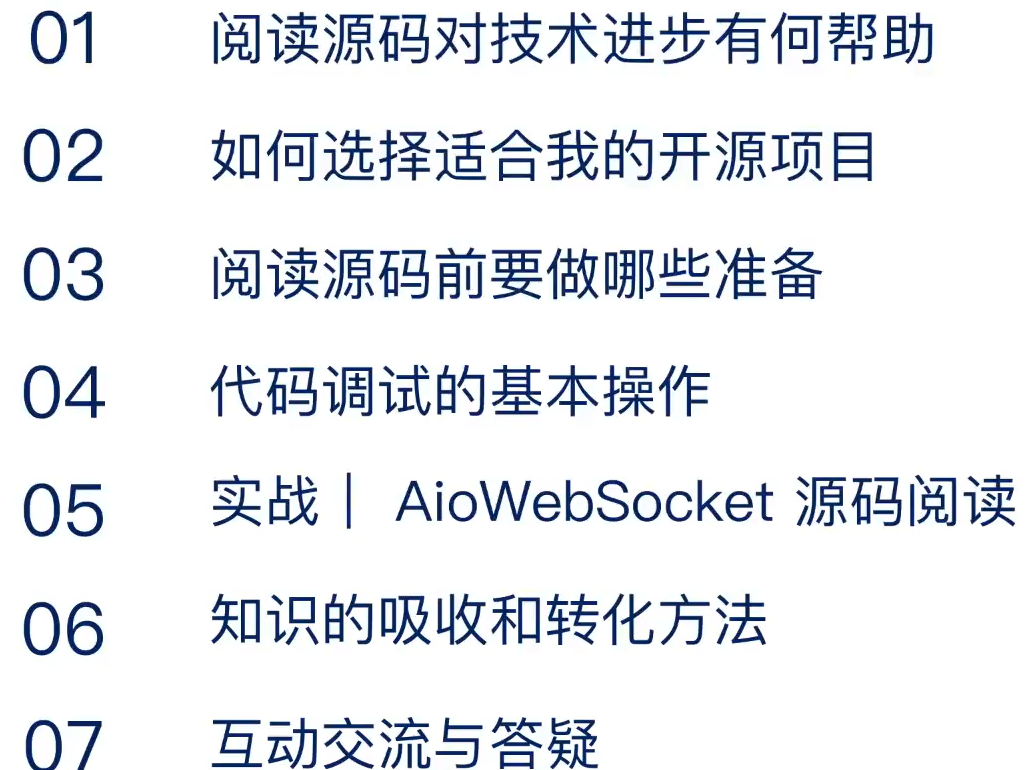 01 阅读源码对技术进步有何帮助
02 如何选择适合我的开源项目
03 阅读源码前要做哪些准备
04 代码调试的基本操作
05 实战｜ AioWebSocket 源码阅读
06 知识的吸收和转化方法
07 互动交流与答疑